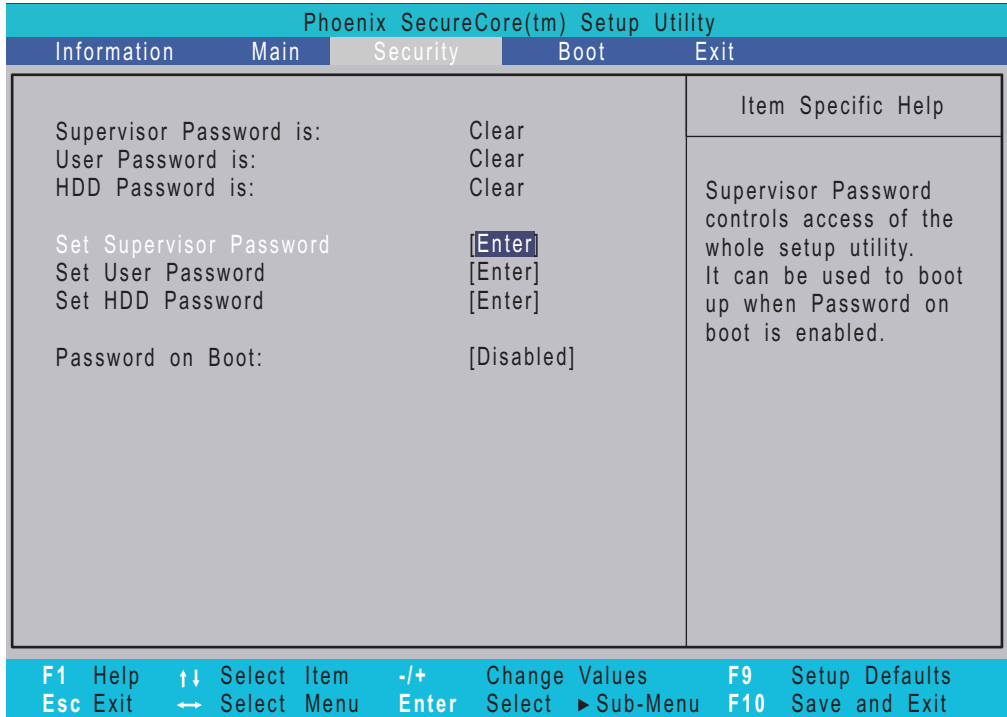 Phoenix SecureCore(tm) Setup Utility
Information Main Security Boot Exit
Item Specific Help
Supervisor Password is: Clear
User Password is: Clear
HDD Password is: Clear
Set Supervisor Password [Enter]
Set User Password [Enter]
Set HDD Password [Enter]
Password on Boot: [Disabled]
Supervisor Password
controls access of the
whole setup utility.
It can be used to boot
up when Password on
boot is enabled.
F1 Help ↑↓ Select Item -/+ Change Values F9 Setup Defaults
Esc Exit ↔ Select Menu Enter Select ►Sub-Menu F10 Save and Exit